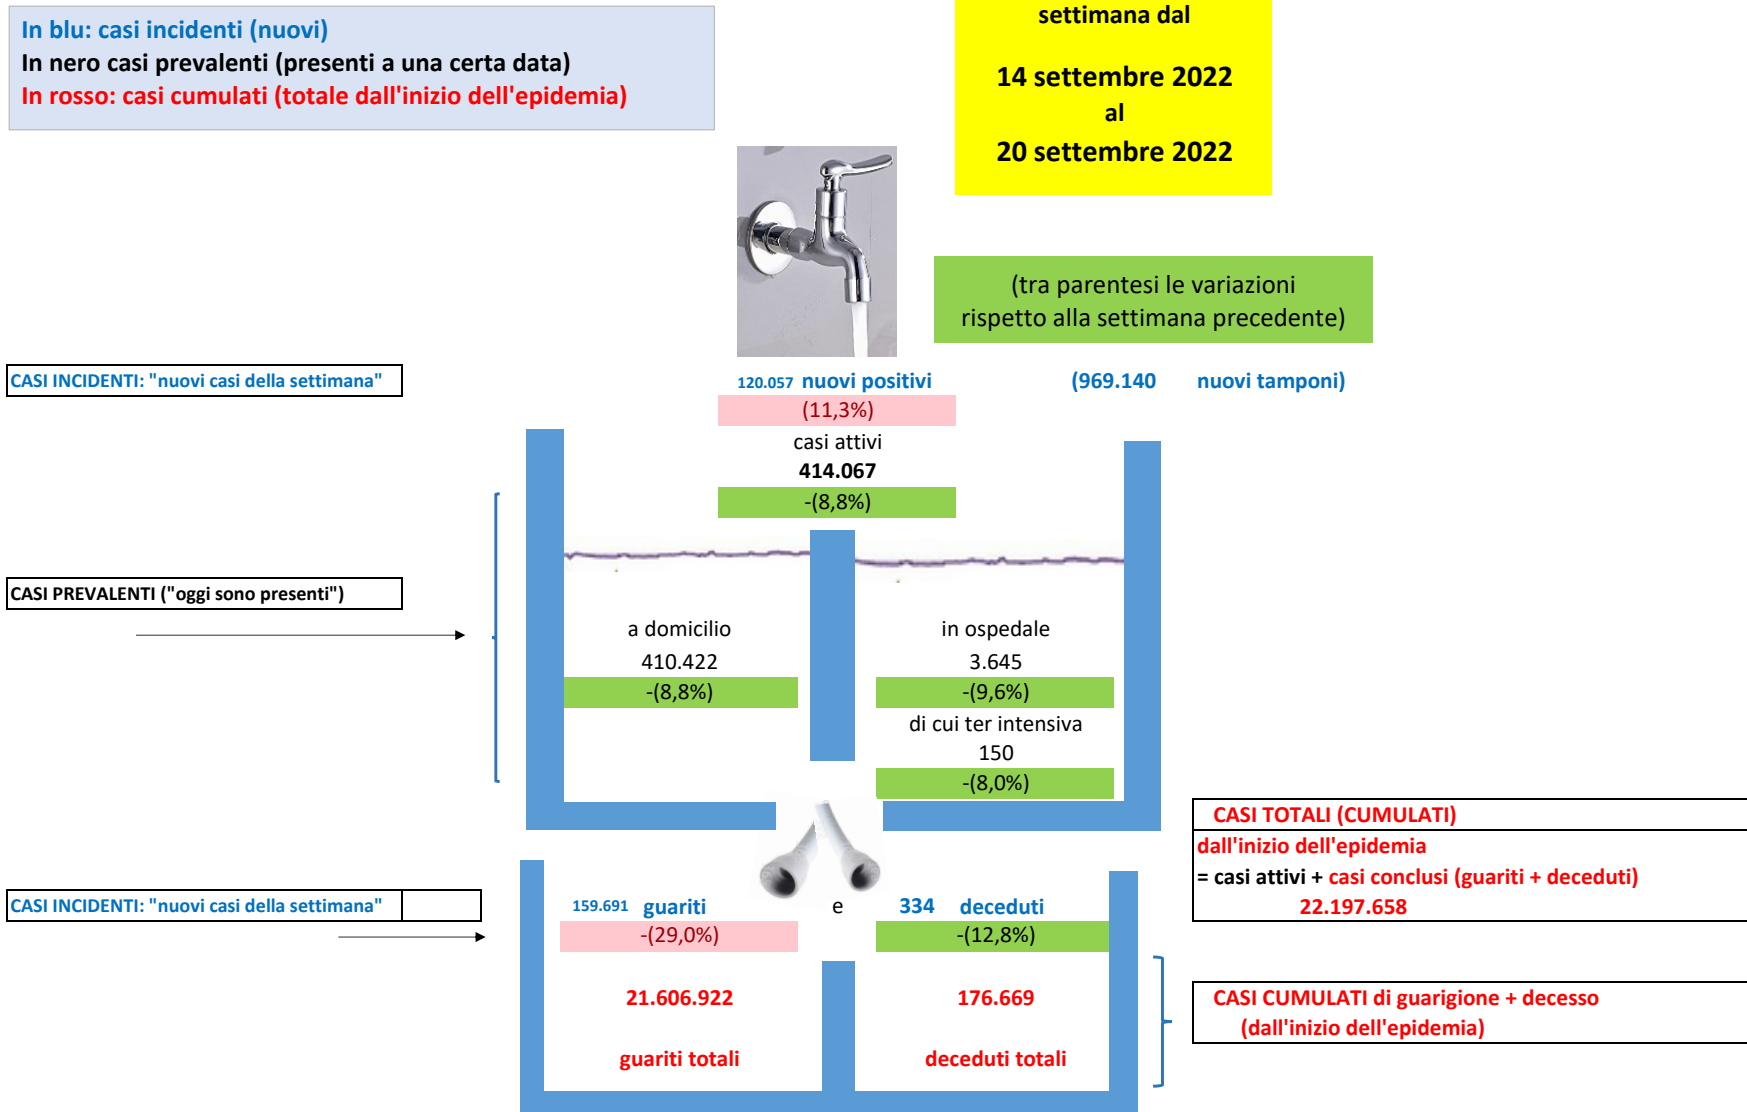 In blu: casi incidenti (nuovi)
In nero casi prevalenti (presenti a una certa data)
In rosso: casi cumulati (totale dall'inizio dell'epidemia)
settimana dal
14 settembre 2022
al
20 settembre 2022
(tra parentesi le variazioni
rispetto alla settimana precedente)
CASI INCIDENTI: "nuovi casi della settimana"
120.057 nuovi positivi
(969.140 nuovi tamponi)
(11,3%)
casi attivi
414.067
-(8,8%)
CASI PREVALENTI ("oggi sono presenti")
a domicilio
410.422
-(8,8%)
in ospedale
3.645
-(9,6%)
di cui ter intensiva
150
-(8,0%)
CASI TOTALI (CUMULATI)
dall'inizio dell'epidemia
= casi attivi + casi conclusi (guariti + deceduti)
22.197.658
CASI INCIDENTI: "nuovi casi della settimana"
159.691 guariti e 334 deceduti
-(29,0%)
-(12,8%)
21.606.922
176.669
guariti totali
deceduti totali
CASI CUMULATI di guarigione + decesso
(dall'inizio dell'epidemia)